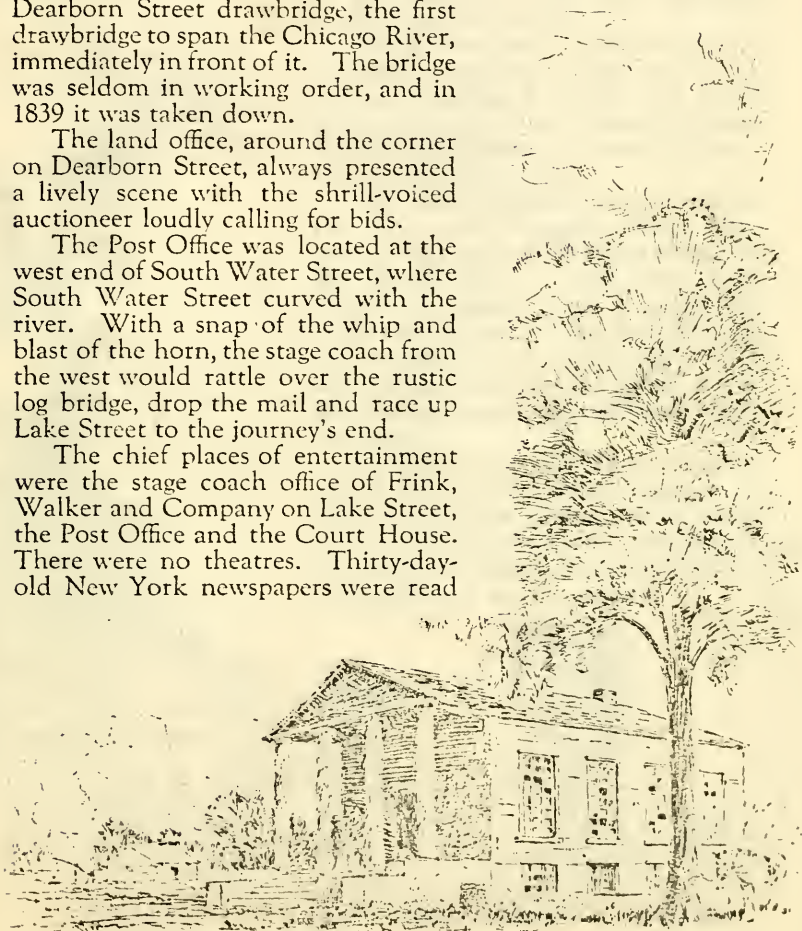 Dearborn Street drawbridge, the first
drawbridge to span the Chicago River,
immediately in front of it. The bridge
was seldom in working order, and in
1839 it was taken down.
The land office, around the corner
on Dearborn Street, always presented
a lively scene with the shrill-voiced
auctioneer loudly calling for bids.
The Post Office was located at the
west end of South Water Street, where
South Water Street curved with the
river. With a snap of the whip and
blast of the horn, the stage coach from
the west would rattle over the rustic
log bridge, drop the mail and race up
Lake Street to the journey's end.
The chief places of entertainment
were the stage coach office of Frink,
Walker and Company on Lake Street,
the Post Office and the Court House.
There were no theatres. Thirty-day-
old New York newspapers were read